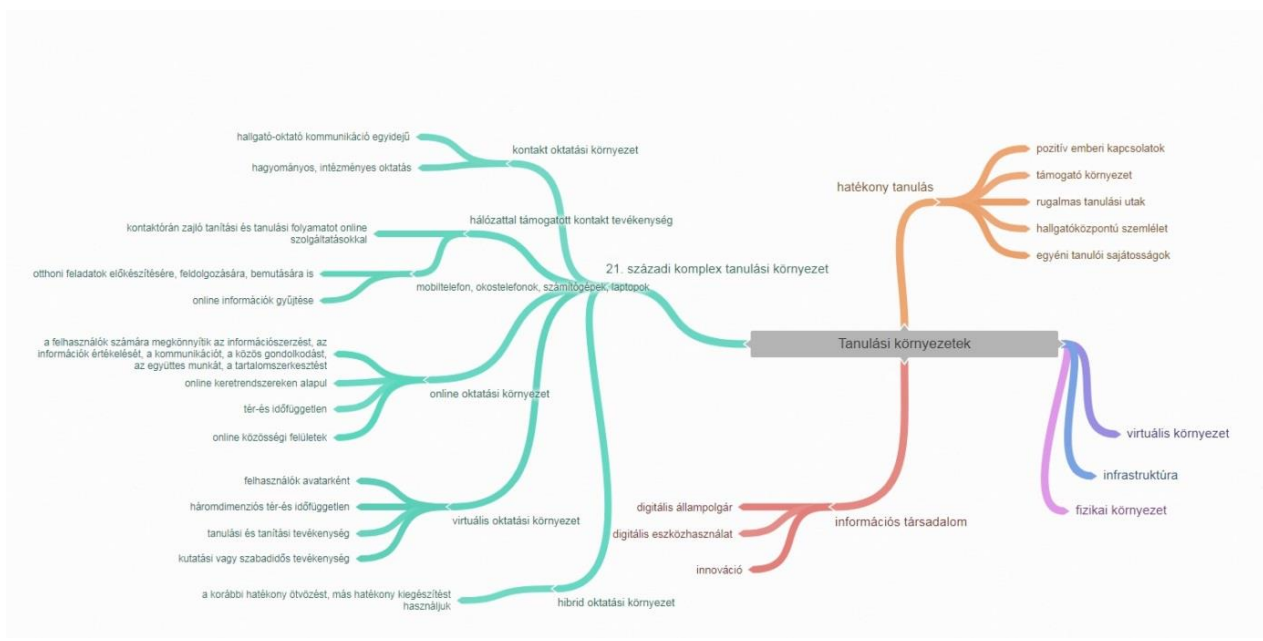 hallgató-oktató kommunikáció egyidejű
hagyományos, intézményes oktatás
kontakt oktatási környezet
hálózattal támogatott kontakt tevékenység
kontaktórán zajló tanítási és tanulási folyamatot online
szolgáltatásokkal
otthoni feladatok előkészítésére, feldolgozására, bemutatására is
online információk gyűjtése
21. századi komplex tanulási környezet
mobiltelefon, okostelefonok, számítógépek, laptopok
a felhasználók számára megkönnyítik az információszerzést, az
információk értékelését, a kommunikációt, a közös gondolkodást,
az együttes munkát, a tartalomszerkesztést
online keretrendszereken alapul
tér-és időfüggetlen
online közösségi felületek
online oktatási környezet
felhasználók avatarként
háromdimenziós tér-és időfüggetlen
tanulási és tanítási tevékenység
kutatási vagy szabadidős tevékenység
virtuális oktatási környezet
a korábbi hatékony ötvözést, más hatékony kiegészítést
használjuk
hibrid oktatási környezet
Tanulási környezetek
hatékony tanulás
pozitív emberi kapcsolatok
támogató környezet
rugalmas tanulási utak
hallgatóközpontú szemlélet
egyéni tanulói sajátosságok
digitális állampolgár
digitális eszközhasználat
innováció
információs társadalom
virtuális környezet
infrastruktúra
fizikai környezet